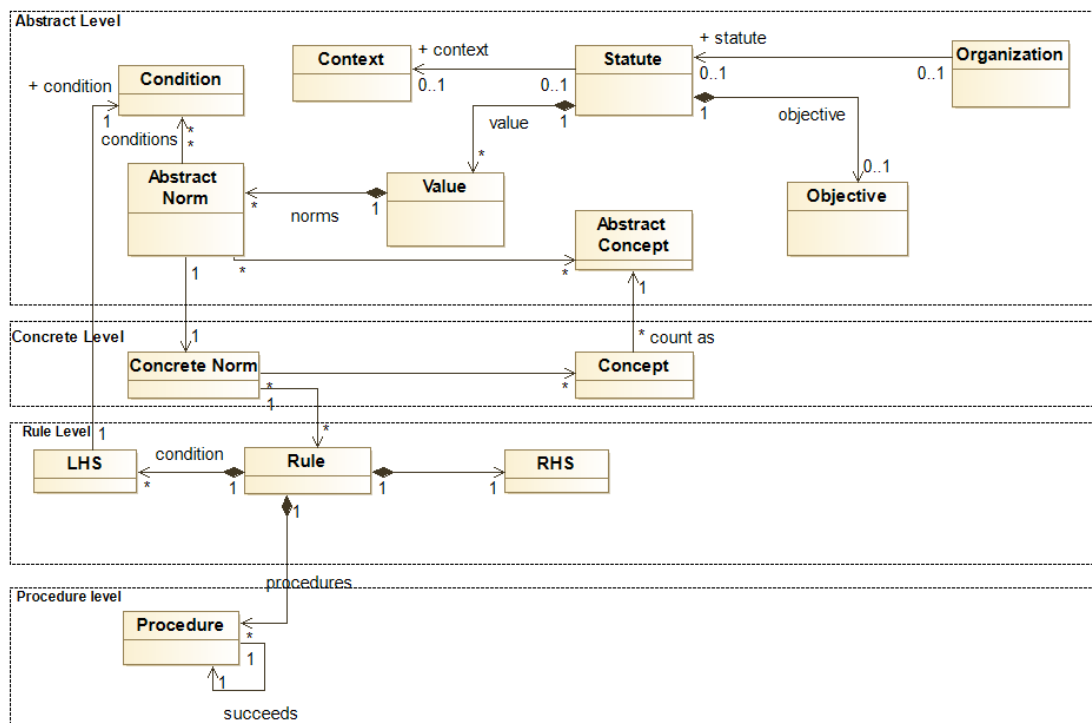 Abstract Level
+ context
+ statute
Context
Statute
Organization
0..1
0..1
0..1
0..1
Condition
+ condition
1
conditions
*
*
value
1
1
objective
*
0..1
Abstract
Norm
Value
Objective
*
norms
1
Abstract
Concept
*
*
1
1
Concrete Level
1
* count as
Concrete Norm
Concept
*
*
1
Rule Level
1
*
LHS
condition
Rule
RHS
*
1
1
1
1
procedures
Procedure level
Procedure
*
1
1
succeeds